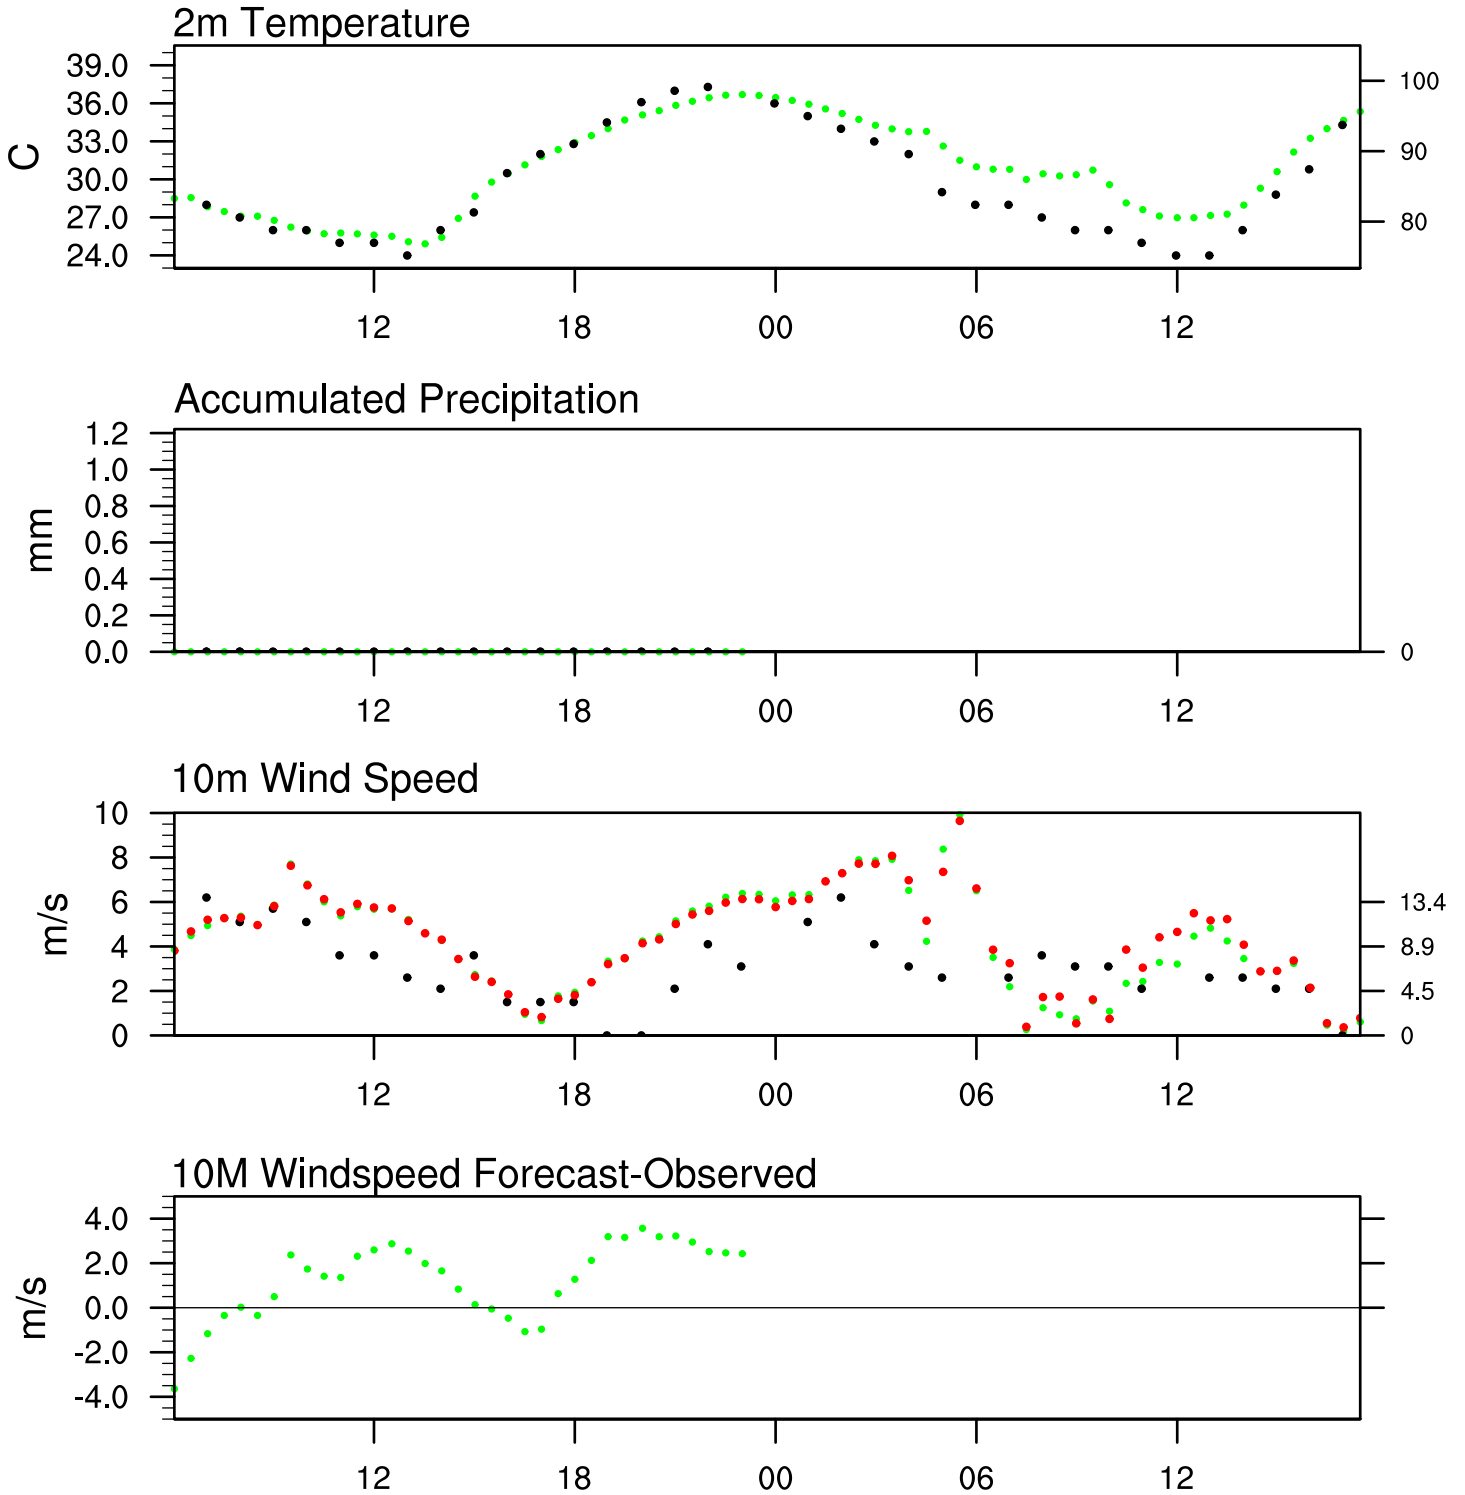 2m Temperature
39.0
36.0
33.0
30.0
27.0
24.0
C
100
90
80
12 18 00 06 12
Accumulated Precipitation
1.2
1.0
0.8
0.6
0.4
0.2
0.0
mm
0
12 18 00 06 12
10m Wind Speed
10
8
6
4
2
0
m/s
13.4
8.9
4.5
0
12 18 00 06 12
10M Windspeed Forecast-Observed
4.0
2.0
0.0
-2.0
-4.0
m/s
12 18 00 06 12